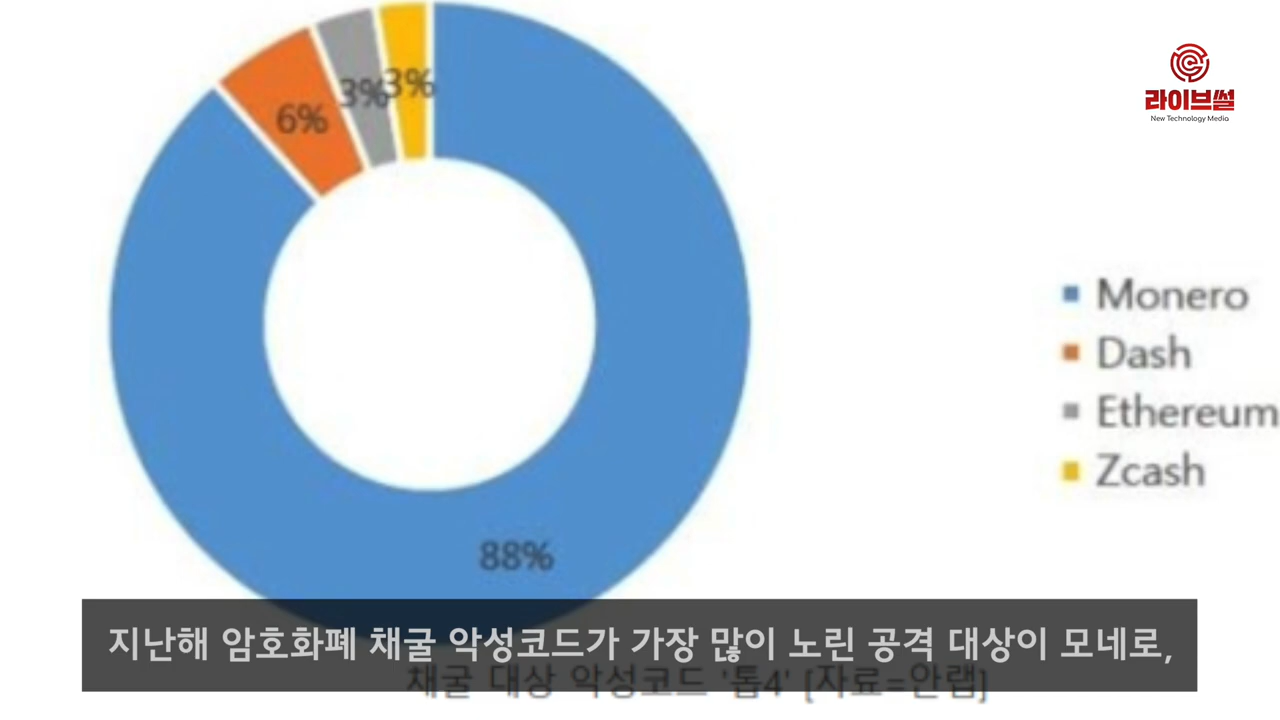 라이브썰
New Technology Media
3%
3%
6%
Monero
Dash
Ethereum
Zcash
88%
지난해 암호화폐 채굴 악성코드가 가장 많이 노린 공격 대상이 모네로,
채굴 대상 악성코드 '톱4' [자료=안랩]